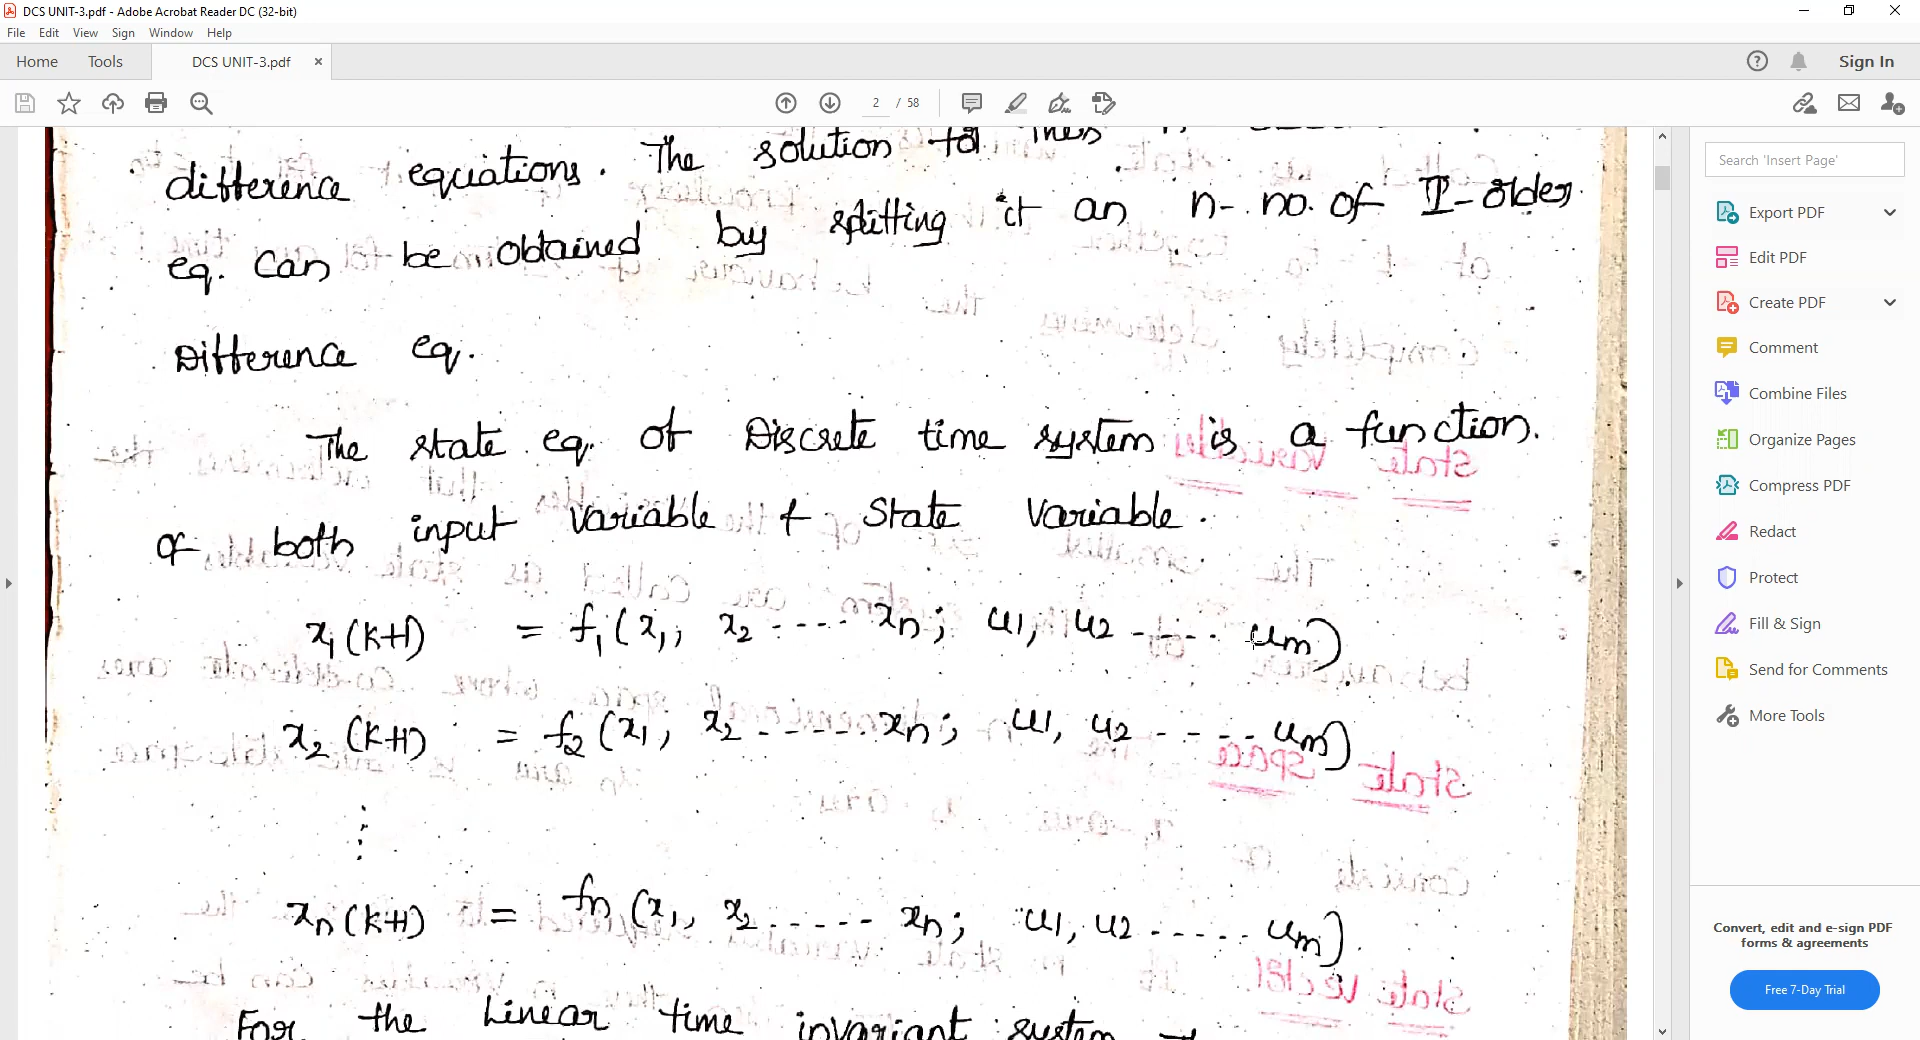 DCS UNIT-3.pdf - Adobe Acrobat Reader DC (32-bit)
File Edit View Sign Window Help
Home Tools DCS UNIT-3.pdf × Sign In
2 / 58
difference equations. The solution for
eq. can be obtained by splitting it an n- no. of I-order
Difference eq.
The state eq. of Discrete time system is a function.
of both input variable & State variable.
x₁(k+1) = f₁(x₁, x₂ ----- xₙ; u1, u2 ----- uₘ)
x₂(k+1) = f₂(x₁, x₂ ------ xₙ; u1, u2 ----- uₘ)
⋮
xₙ(k+1) = fn(x₁, x₂ ------ xₙ; u1, u2 ------ uₘ).
For the Linear time invariant system
Search 'Insert Page'
Export PDF
Edit PDF
Create PDF
Comment
Combine Files
Organize Pages
Compress PDF
Redact
Protect
Fill & Sign
Send for Comments
More Tools
Convert, edit and e-sign PDF
forms & agreements
Free 7-Day Trial